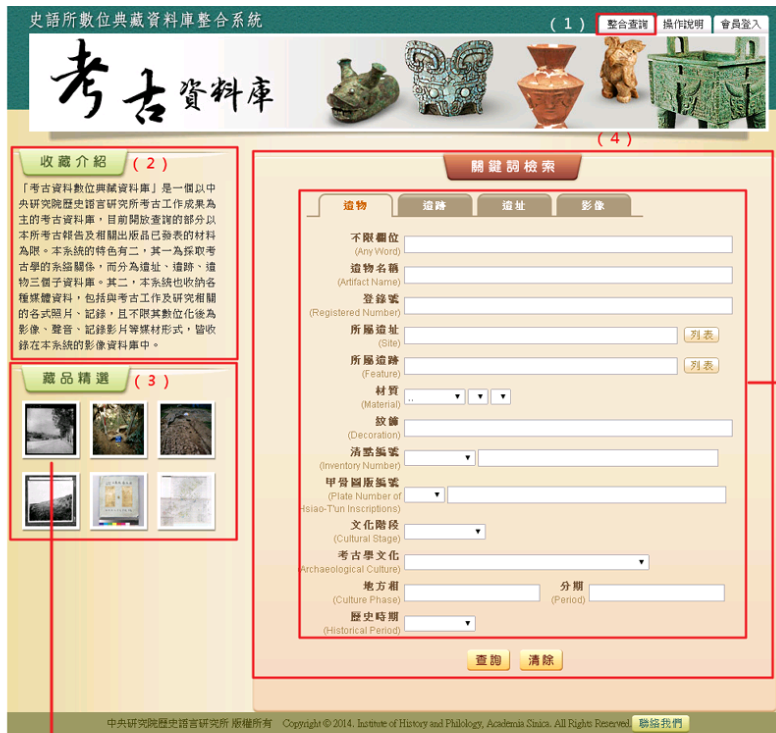 史語所數位典藏資料庫整合系統
(1) 整合查詢 操作說明 會員登入
考古資料庫
(4)
收藏介紹 (2)
「考古資料數位典藏資料庫」是一個以中
央研究院歷史語言研究所考古工作成果為
主的考古資料庫，目前開放查詢的部分以
本所考古報告及相關出版品已發表的材料
為限。本系統的特色有二，其一為採取考
古學的系絡關係，而分為遺址、遺跡、遺
物三個子資料庫。其二，本系統也收納各
種媒體資料，包括與考古工作及研究相關
的各式照片、記錄，且不限其數位化後為
影像、聲音、記錄影片等媒材形式，皆收
錄在本系統的影像資料庫中。
藏品精選 (3)
關鍵詞檢索
遺物 遺跡 遺址 影像
不限欄位
(Any Word)
遺物名稱
(Artifact Name)
登錄號
(Registered Number)
所屬遺址 列表
(Site)
所屬遺跡 列表
(Feature)
材質
(Material) ..
紋飾
(Decoration)
清點編號
(Inventory Number)
甲骨圖版編號
(Plate Number of
Hsiao-T'un Inscriptions)
文化階段
(Cultural Stage)
考古學文化
(Archaeological Culture)
地方相 分期
(Culture Phase) (Period)
歷史時期
(Historical Period)
查詢 清除
中央研究院歷史語言研究所 版權所有 Copyright © 2014. Institute of History and Philology, Academia Sinica. All Rights Reserved. 聯絡我們